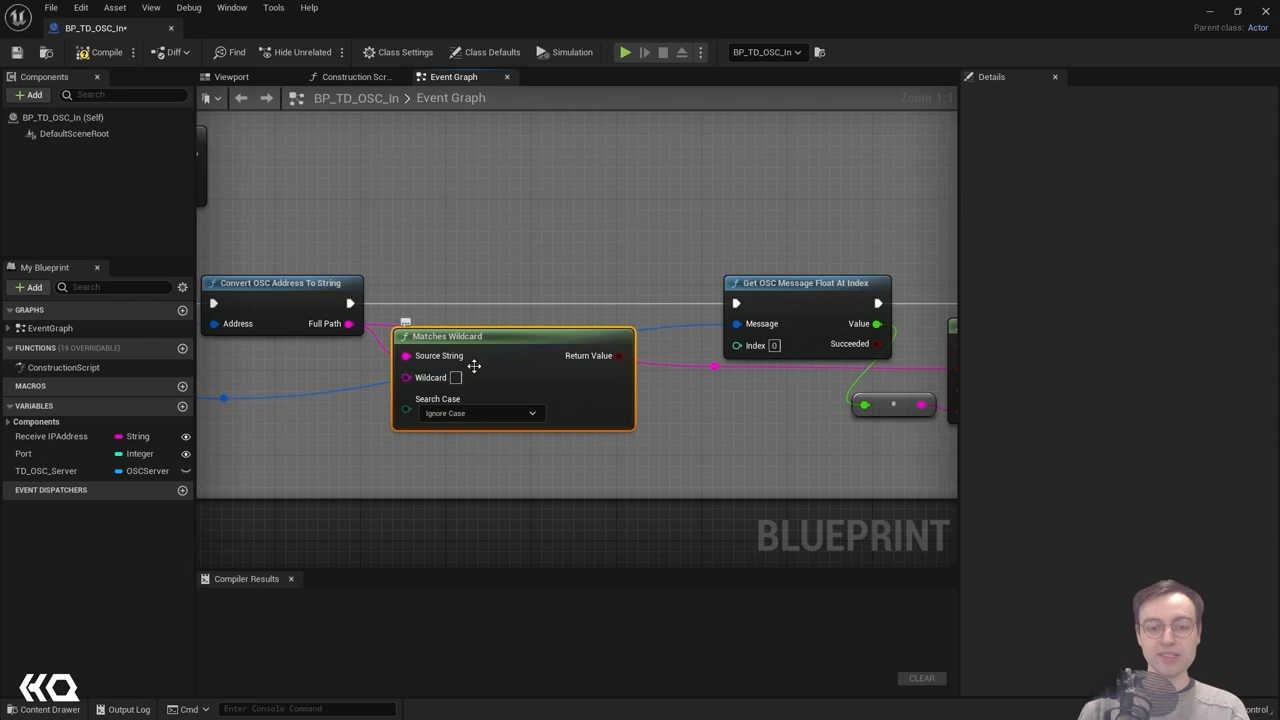 File Edit Asset View Debug Window Tools Help
BP_TD_OSC_In•
Parent class: Actor
Compile Diff Find Hide Unrelated Class Settings Class Defaults Simulation BP_TD_OSC_In
Components
Add Search
BP_TD_OSC_In (Self)
DefaultSceneRoot
My Blueprint
Add Search
GRAPHS
EventGraph
FUNCTIONS (19 OVERRIDABLE)
ConstructionScript
MACROS
VARIABLES
Components
Receive IPAddress String
Port Integer
TD_OSC_Server OSCServer
EVENT DISPATCHERS
Viewport Construction Scr... Event Graph
BP_TD_OSC_In > Event Graph Zoom 1:1
Convert OSC Address To String
Address Full Path
Matches Wildcard
Source String Return Value
Wildcard
Search Case
Ignore Case
Get OSC Message Float At Index
Message Value
Index 0 Succeeded
BLUEPRINT
Compiler Results
CLEAR
Details
HQ
Content Drawer Output Log Cmd Enter Console Command